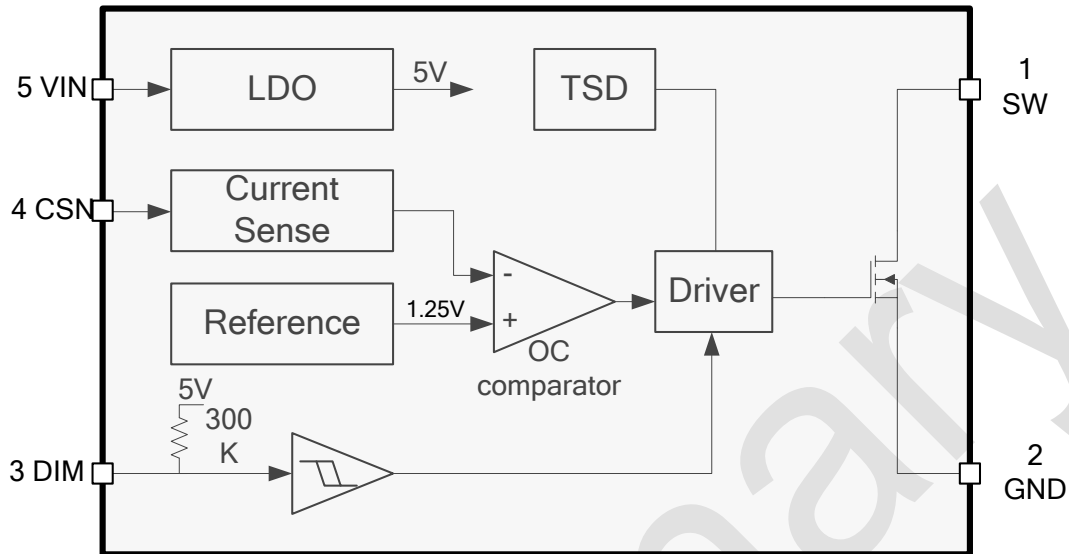 5 VIN
LDO
5V
TSD
1
SW
4 CSN
Current
Sense
-
+
Reference
1.25V
OC
comparator
Driver
5V
300
K
3 DIM
2
GND